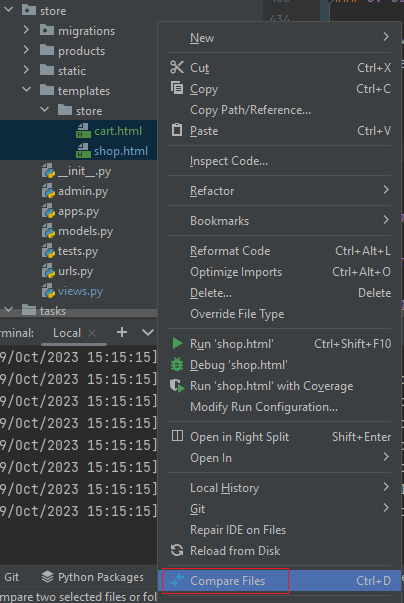 store
migrations
products
static
templates
store
cart.html
shop.html
__init__.py
admin.py
apps.py
models.py
tests.py
urls.py
views.py
tasks
434
New
Cut Ctrl+X
Copy Ctrl+C
Copy Path/Reference...
Paste Ctrl+V
Inspect Code...
Refactor
Bookmarks
Reformat Code Ctrl+Alt+L
Optimize Imports Ctrl+Alt+O
Delete... Delete
Override File Type
Run 'shop.html' Ctrl+Shift+F10
Debug 'shop.html'
Run 'shop.html' with Coverage
Modify Run Configuration...
Open in Right Split Shift+Enter
Open In
Local History
Git
Repair IDE on Files
Reload from Disk
Compare Files Ctrl+D
rminal: Local
9/Oct/2023 15:15:15]
9/Oct/2023 15:15:15]
9/Oct/2023 15:15:15]
9/Oct/2023 15:15:15]
9/Oct/2023 15:15:15]
9/Oct/2023 15:15:15]
9/Oct/2023 15:15:15]
9/Oct/2023 15:15:15]
Git Python Packages
mpare two selected files or fol